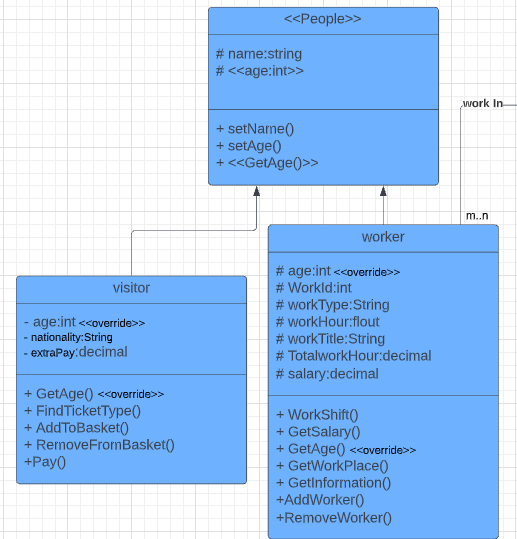 <<People>>
# name:string
# <<age:int>>
+ setName()
+ setAge()
+ <<GetAge()>>
work In
m..n
visitor
- age:int <<override>>
- nationality:String
- extraPay:decimal
+ GetAge() <<override>>
+ FindTicketType()
+ AddToBasket()
+ RemoveFromBasket()
+Pay()
worker
# age:int <<override>>
# WorkId:int
# workType:String
# workHour:flout
# workTitle:String
# TotalworkHour:decimal
# salary:decimal
+ WorkShift()
+ GetSalary()
+ GetAge() <<override>>
+ GetWorkPlace()
+ GetInformation()
+AddWorker()
+RemoveWorker()